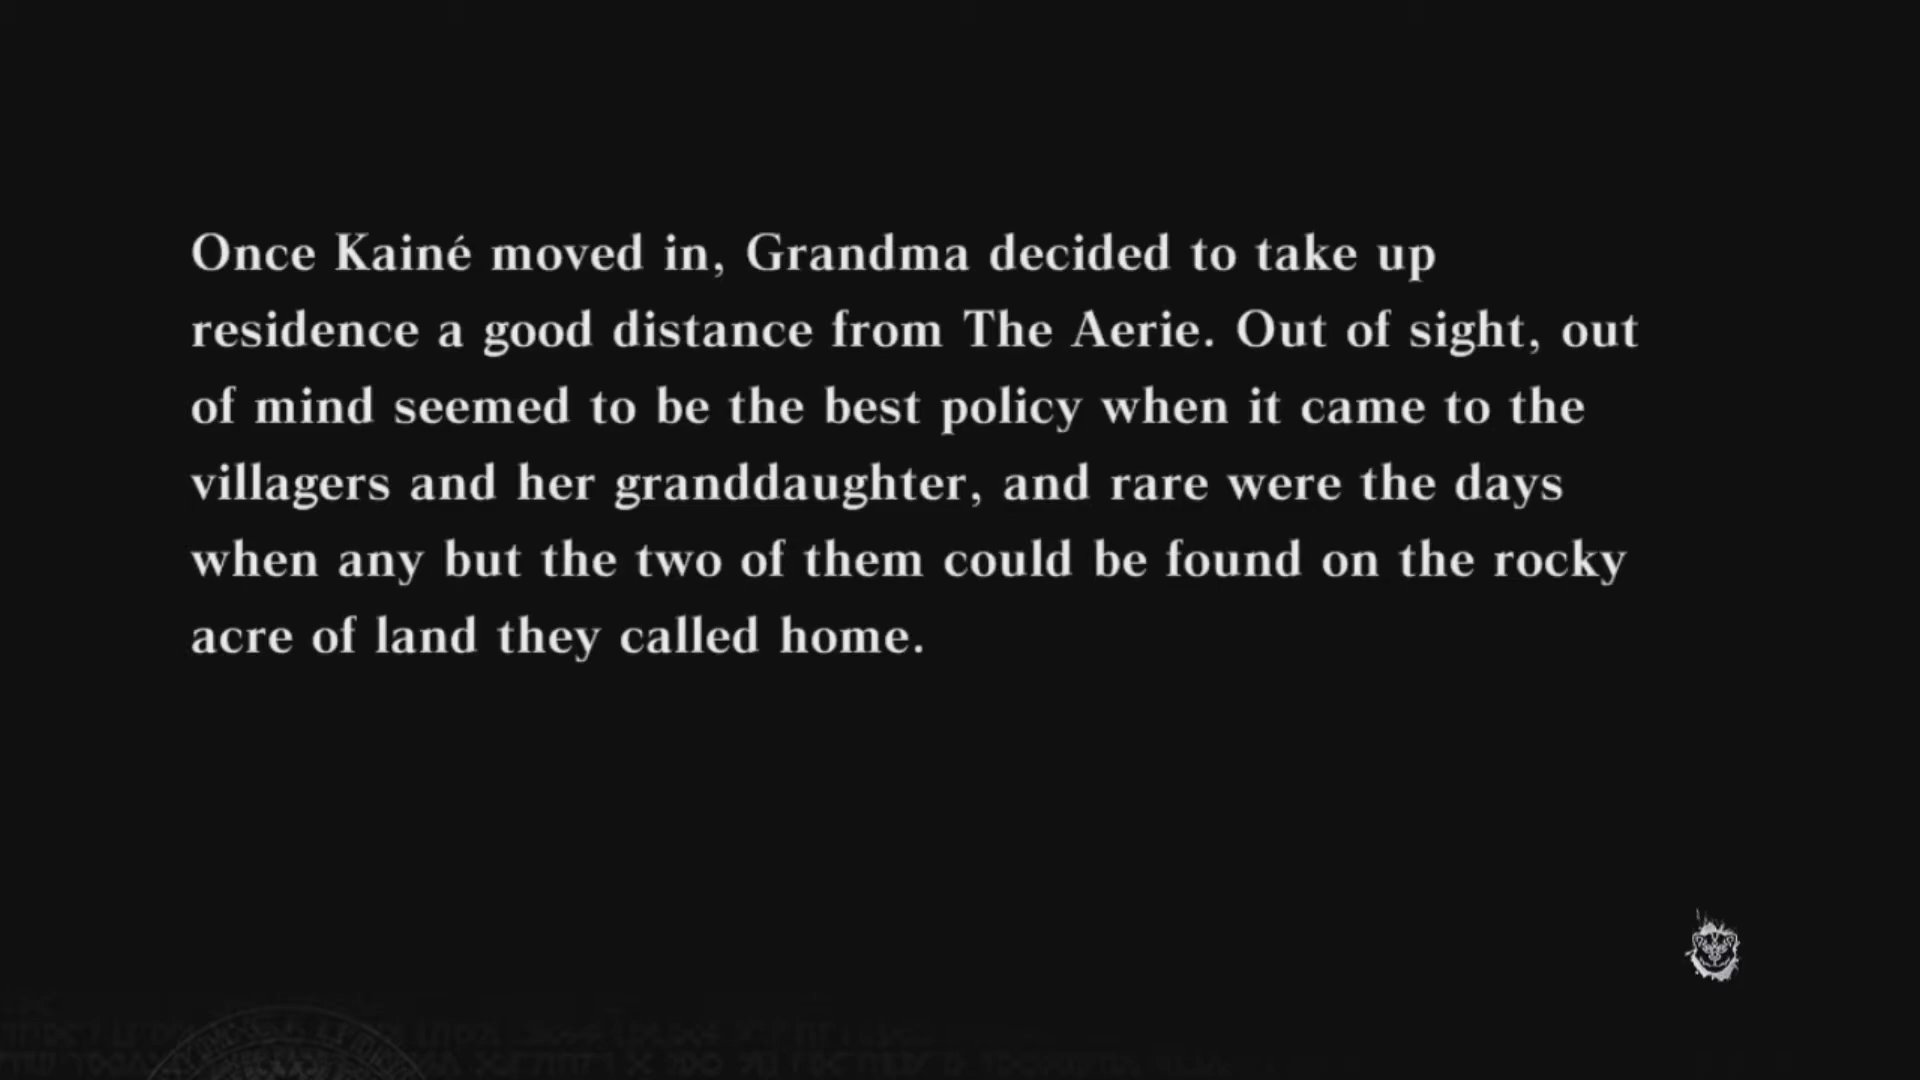 Once Kainé moved in, Grandma decided to take up
residence a good distance from The Aerie. Out of sight, out
of mind seemed to be the best policy when it came to the
villagers and her granddaughter, and rare were the days
when any but the two of them could be found on the rocky
acre of land they called home.